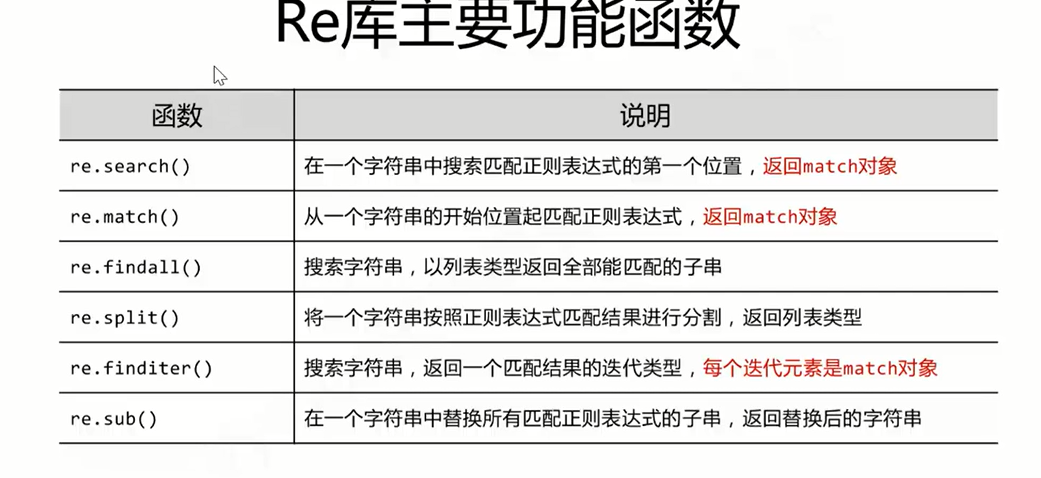 Re库主要功能函数
函数 说明
re.search() 在一个字符串中搜索匹配正则表达式的第一个位置，返回match对象
re.match() 从一个字符串的开始位置起匹配正则表达式，返回match对象
re.findall() 搜索字符串，以列表类型返回全部能匹配的子串
re.split() 将一个字符串按照正则表达式匹配结果进行分割，返回列表类型
re.finditer() 搜索字符串，返回一个匹配结果的迭代类型，每个迭代元素是match对象
re.sub() 在一个字符串中替换所有匹配正则表达式的子串，返回替换后的字符串